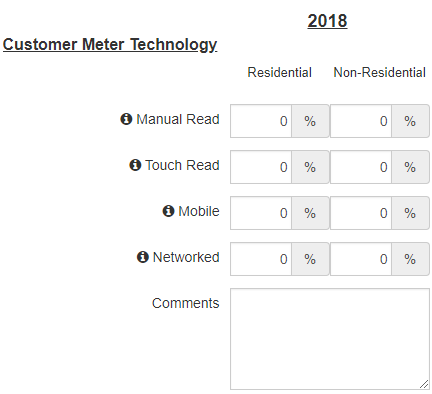 2018
Customer Meter Technology
Residential Non-Residential
Manual Read 0 % 0 %
Touch Read 0 % 0 %
Mobile 0 % 0 %
Networked 0 % 0 %
Comments